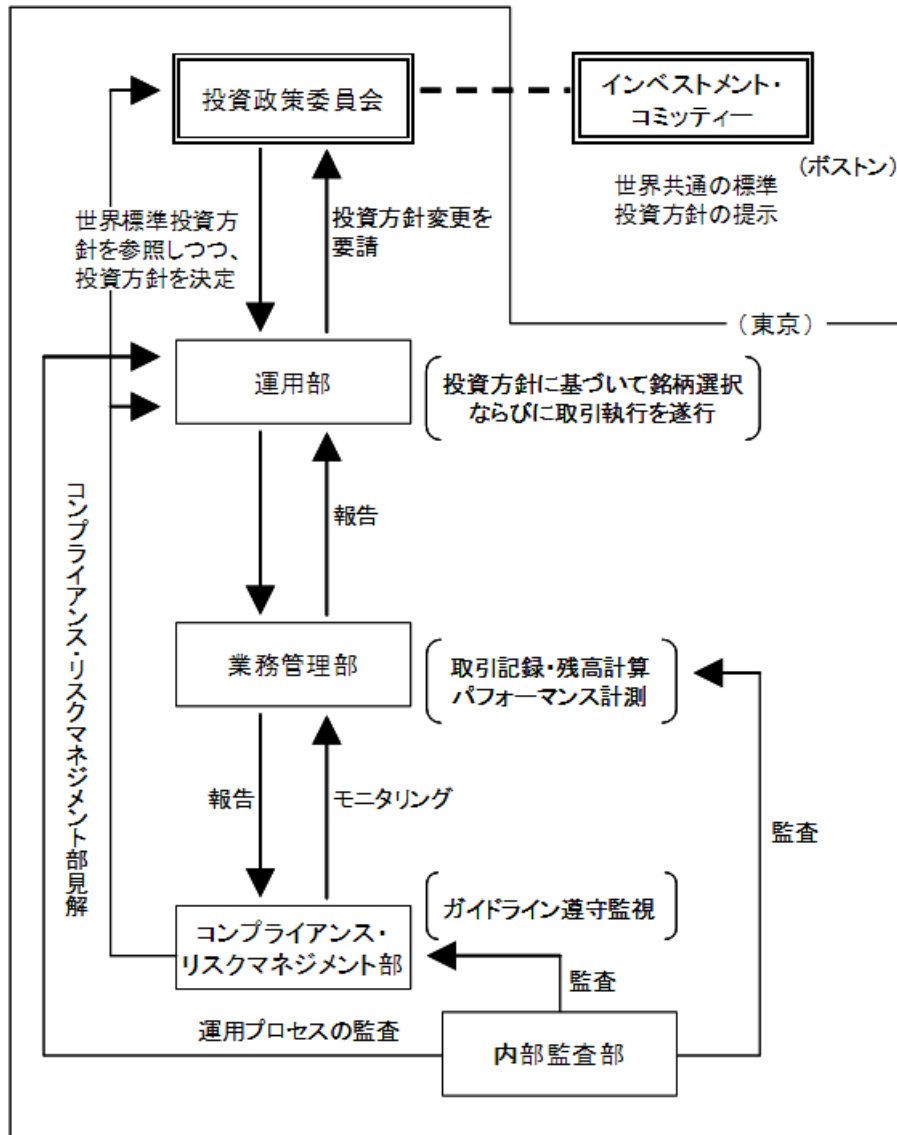 投資政策委員会
インベストメント・
コミッティー
(ボストン)
世界共通の標準
投資方針の提示
世界標準投資方
針を参照しつつ、
投資方針を決定
投資方針変更を
要請
(東京)
運用部
投資方針に基づいて銘柄選択
ならびに取引執行を遂行
報告
コンプライアンス・リスクマネジメント部見解
業務管理部
取引記録・残高計算
パフォーマンス計測
報告
モニタリング
監査
ガイドライン遵守監視
コンプライアンス・
リスクマネジメント部
監査
運用プロセスの監査
内部監査部